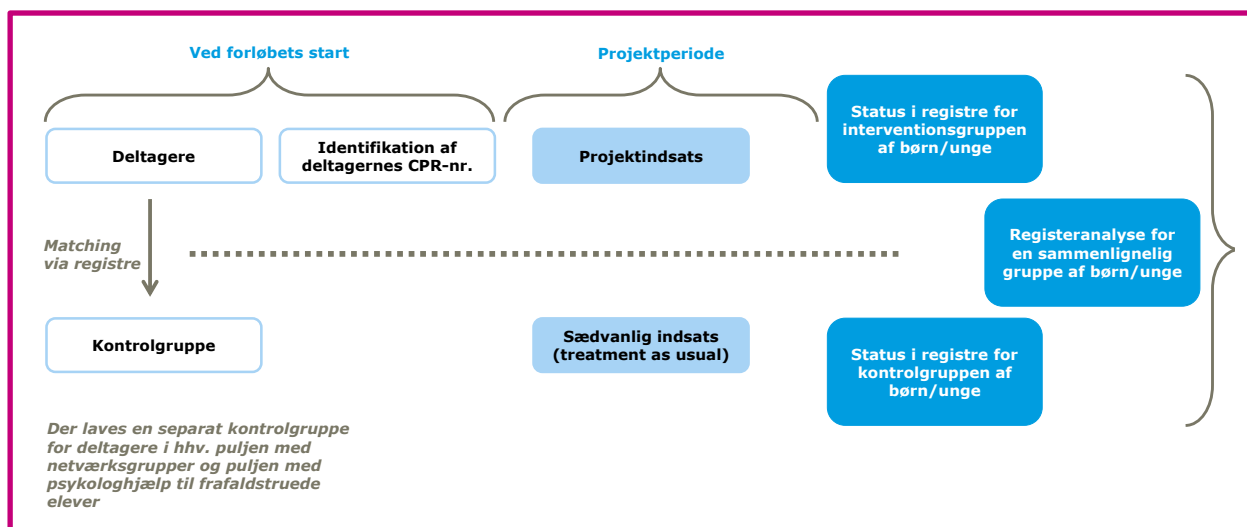 Ved forløbets start
Projektperiode
Deltagere
Identifikation af
deltagernes CPR-nr.
Projektindsats
Status i registre for
interventionsgruppen
af børn/unge
Matching
via registre
Registeranalyse for
en sammenlignelig
gruppe af børn/unge
Kontrolgruppe
Sædvanlig indsats
(treatment as usual)
Status i registre for
kontrolgruppen af
børn/unge
Der laves en separat kontrolgruppe
for deltagere i hhv. puljen med
netværksgrupper og puljen med
psykologhjælp til frafaldstruede
elever